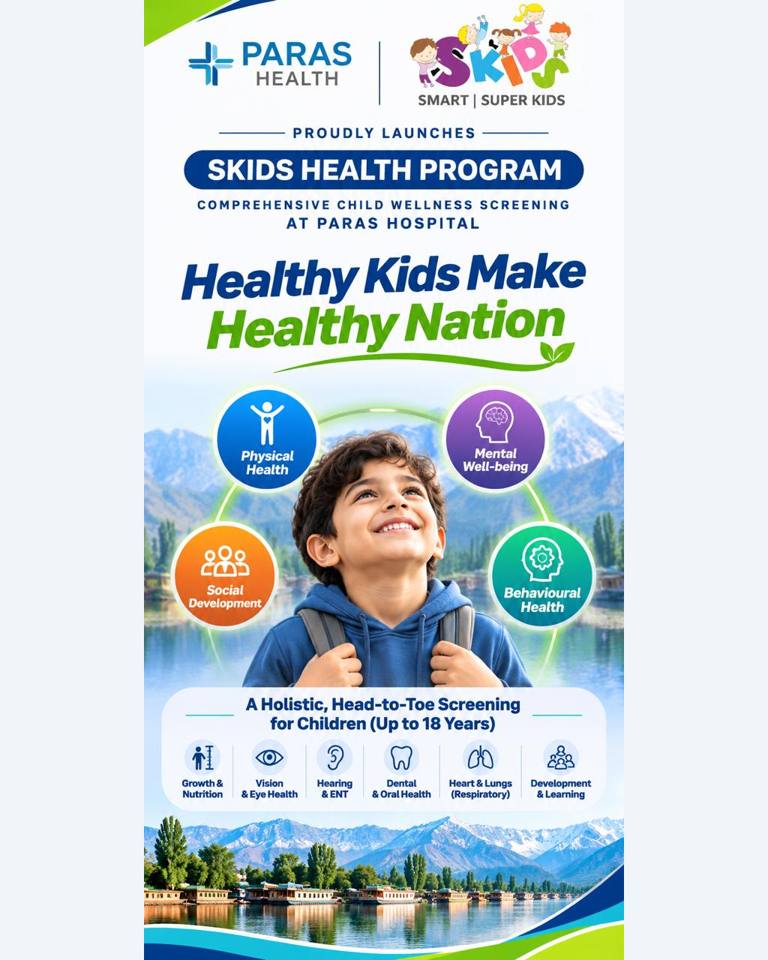 PARAS
HEALTH
SKIDS
SMART | SUPER KIDS
PROUDLY LAUNCHES
SKIDS HEALTH PROGRAM
COMPREHENSIVE CHILD WELLNESS SCREENING
AT PARAS HOSPITAL
Healthy Kids Make
Healthy Nation
Physical
Health
Mental
Well-being
Social
Development
Behavioural
Health
A Holistic, Head-to-Toe Screening
for Children (Up to 18 Years)
Growth &
Nutrition
Vision
& Eye Health
Hearing
& ENT
Dental
& Oral Health
Heart & Lungs
(Respiratory)
Development
& Learning